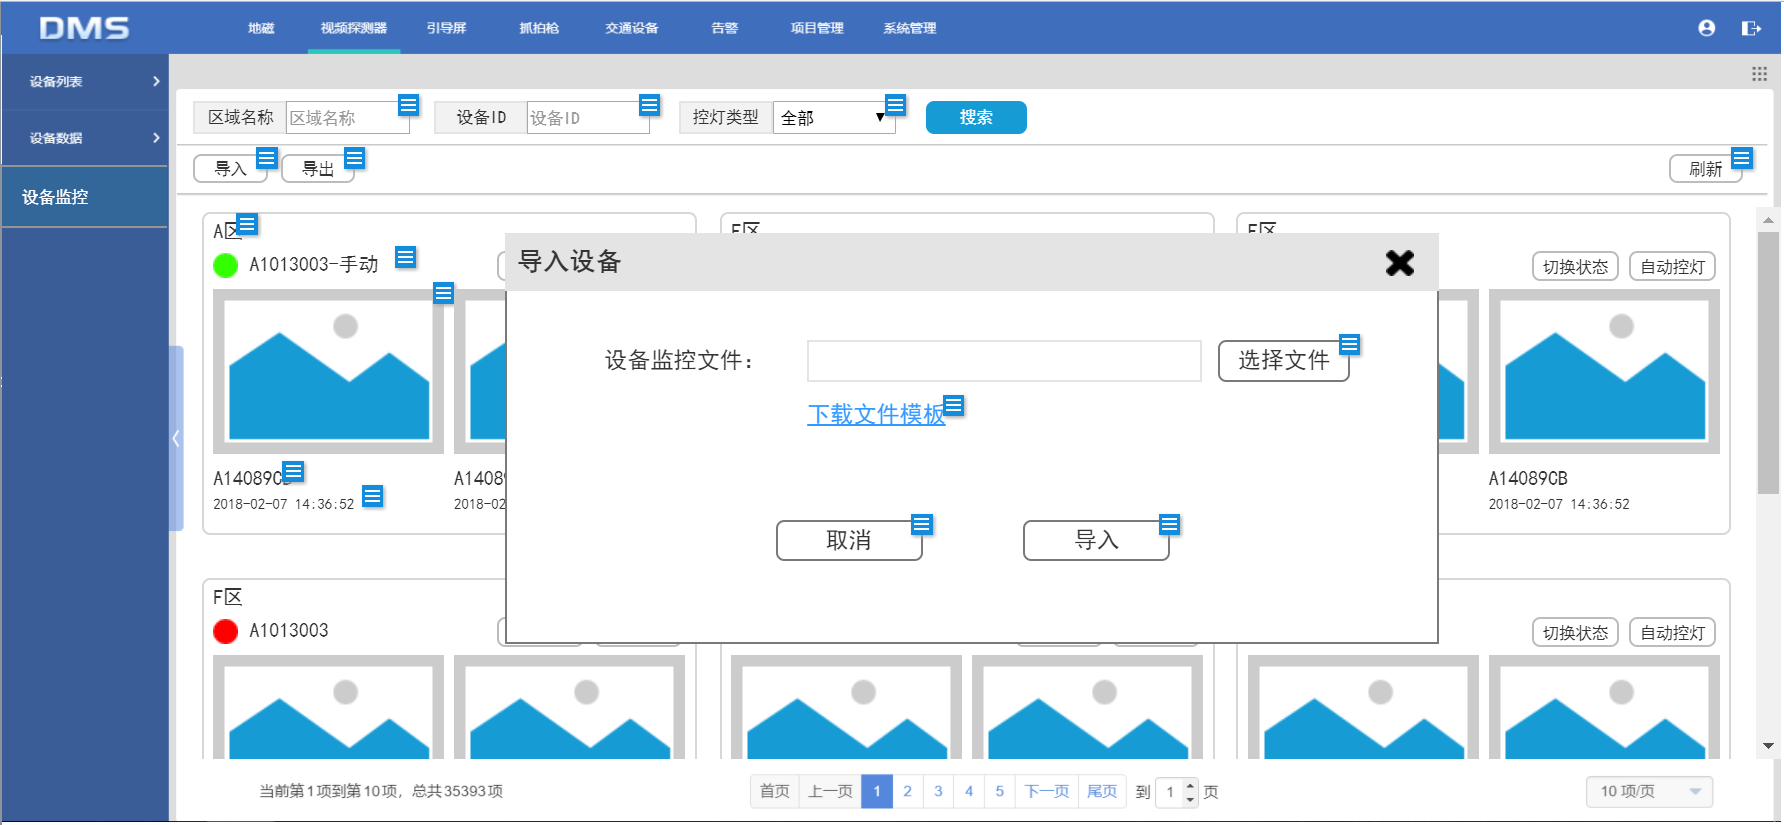 DMS
地磁
视频探测器
引导屏
抓拍枪
交通设备
告警
项目管理
系统管理
设备列表
设备数据
设备监控
区域名称
区域名称
设备ID
设备ID
控灯类型
全部
搜索
导入
导出
刷新
A区
A1013003-手动
切换状态
自动控灯
导入设备
设备监控文件：
选择文件
下载文件模板
取消
导入
A14089CB
2018-02-07 14:36:52
A14089CB
2018-02-07 14:36:52
F区
A1013003
切换状态
自动控灯
当前第1项到第10项，总共35393项
首页
上一页
1
2
3
4
5
下一页
尾页
到
1
页
10 项/页